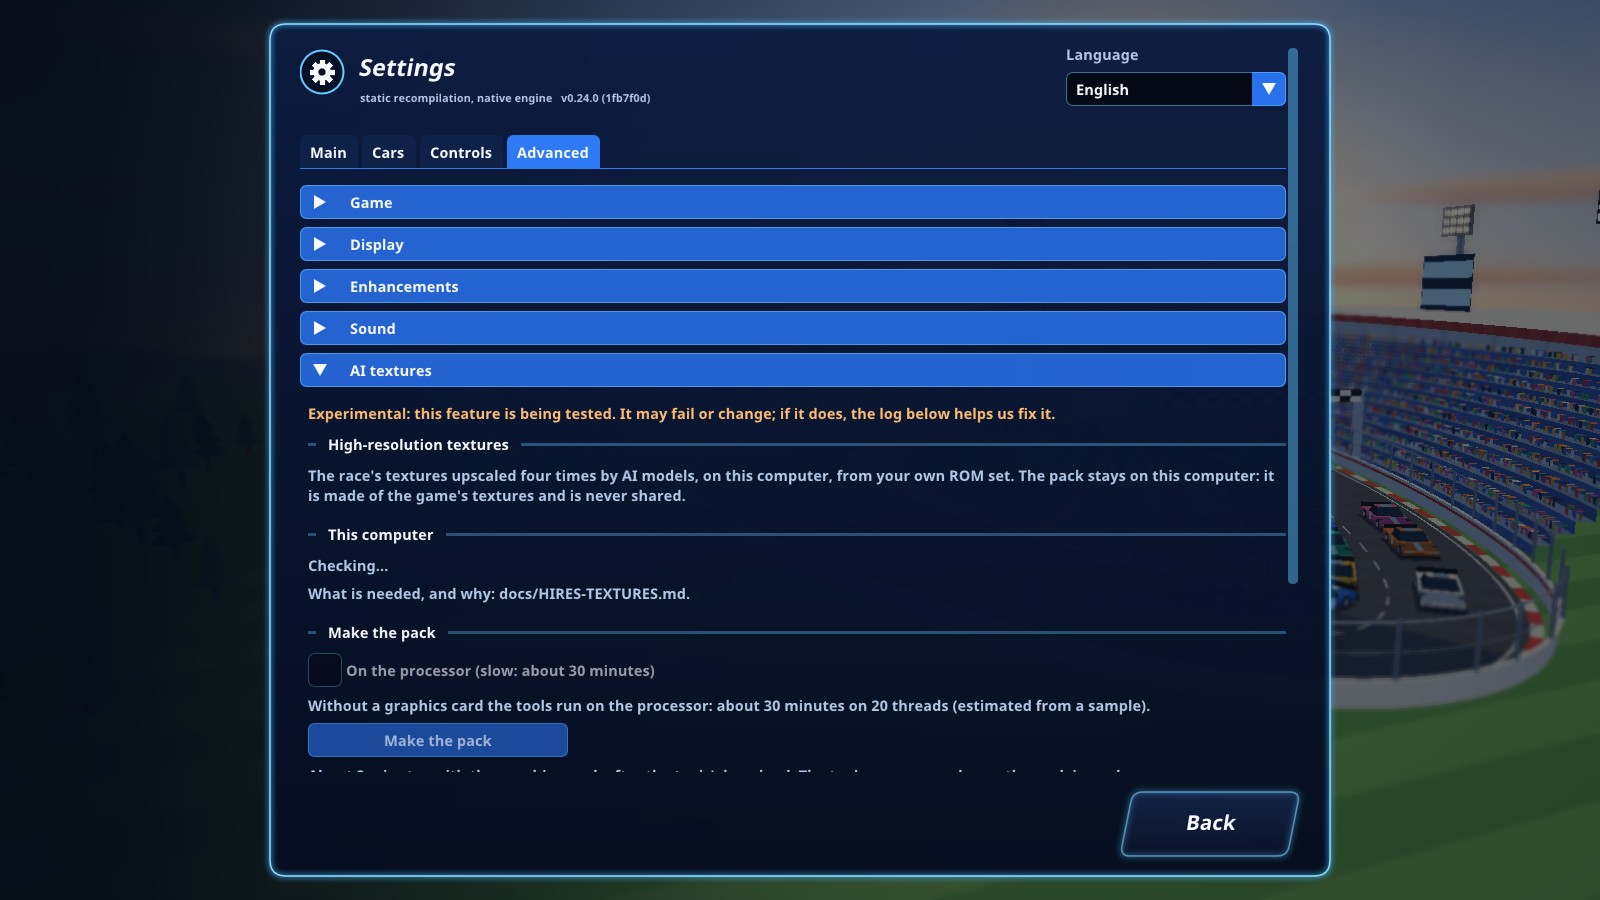 Settings
static recompilation, native engine v0.24.0 (1fb7f0d)
Language
English
Main
Cars
Controls
Advanced
Game
Display
Enhancements
Sound
AI textures
Experimental: this feature is being tested. It may fail or change; if it does, the log below helps us fix it.
High-resolution textures
The race's textures upscaled four times by AI models, on this computer, from your own ROM set. The pack stays on this computer: it
is made of the game's textures and is never shared.
This computer
Checking...
What is needed, and why: docs/HIRES-TEXTURES.md.
Make the pack
On the processor (slow: about 30 minutes)
Without a graphics card the tools run on the processor: about 30 minutes on 20 threads (estimated from a sample).
Make the pack
Back